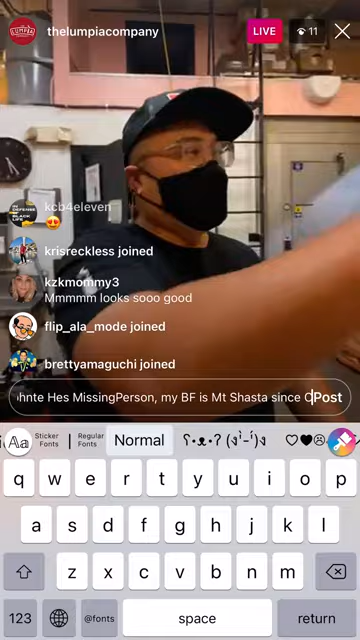 LUMPIA
thelumpiacompany
LIVE
11
kcb4eleven
😍
krisreckless joined
kzkmommy3
Mmmmm looks sooo good
flip_ala_mode joined
brettyamaguchi joined
Hes MissingPerson, my BF is Mt Shasta since
Post
Aa
Sticker Fonts
Regular Fonts
Normal
q w e r t y u i o p
a s d f g h j k l
z x c v b n m
123
@fonts
space
return